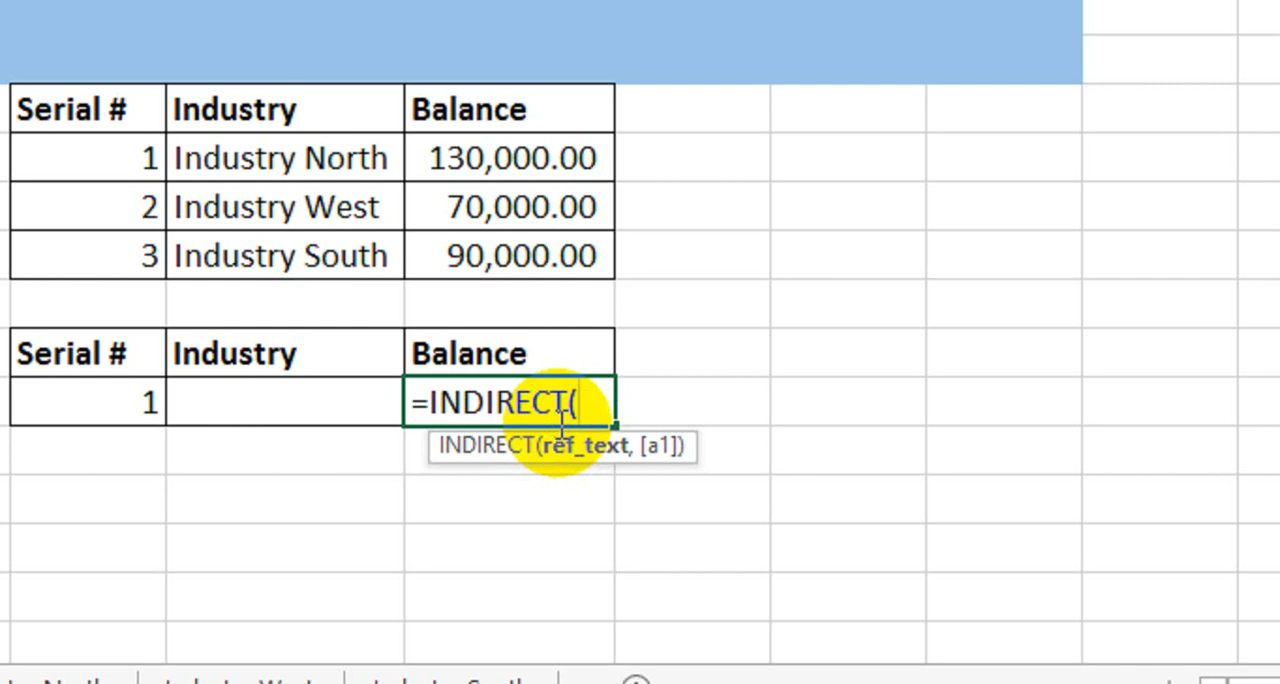 Serial # Industry Balance
1 Industry North 130,000.00
2 Industry West 70,000.00
3 Industry South 90,000.00
Serial # Industry Balance
1 =INDIRECT(
INDIRECT(ref_text, [a1])